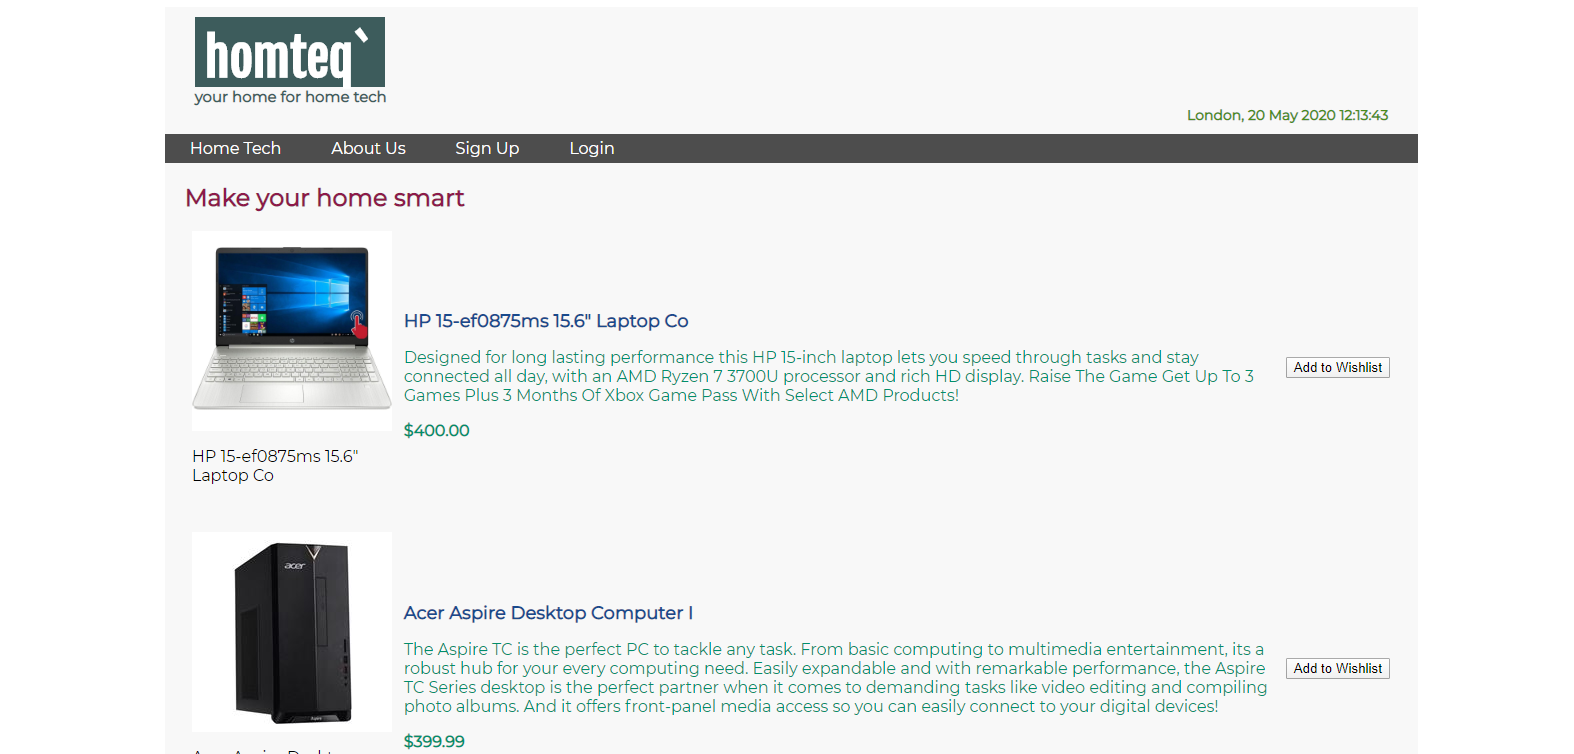 homteq`
your home for home tech
London, 20 May 2020 12:13:43
Home Tech About Us Sign Up Login
Make your home smart
HP 15-ef0875ms 15.6" Laptop Co
Designed for long lasting performance this HP 15-inch laptop lets you speed through tasks and stay
connected all day, with an AMD Ryzen 7 3700U processor and rich HD display. Raise The Game Get Up To 3
Games Plus 3 Months Of Xbox Game Pass With Select AMD Products!
$400.00
Add to Wishlist
HP 15-ef0875ms 15.6"
Laptop Co
acer
Aspire
Acer Aspire Desktop Computer I
The Aspire TC is the perfect PC to tackle any task. From basic computing to multimedia entertainment, its a
robust hub for your every computing need. Easily expandable and with remarkable performance, the Aspire
TC Series desktop is the perfect partner when it comes to demanding tasks like video editing and compiling
photo albums. And it offers front-panel media access so you can easily connect to your digital devices!
$399.99
Add to Wishlist
Acer Aspire Desktop